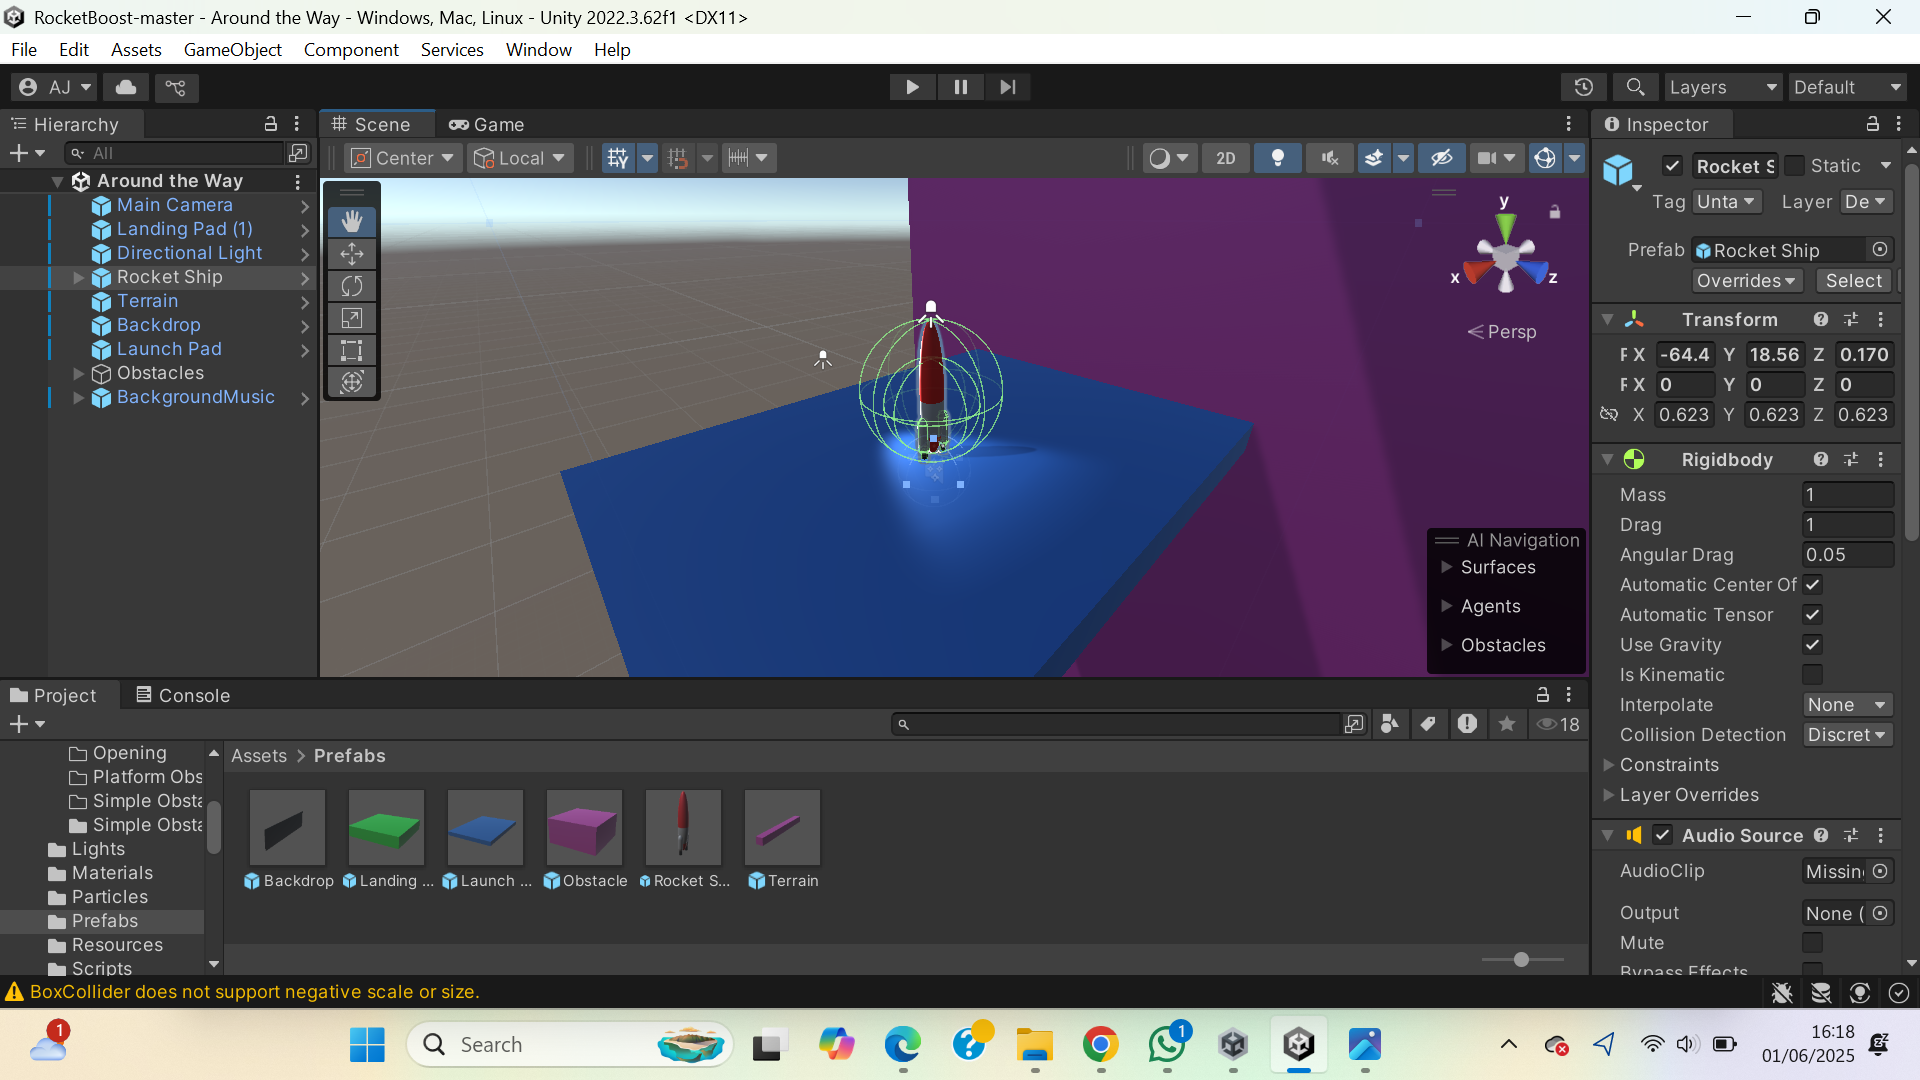 RocketBoost-master - Around the Way - Windows, Mac, Linux - Unity 2022.3.62f1 <DX11>
File Edit Assets GameObject Component Services Window Help
AJ
Layers Default
Hierarchy
Scene Game
Inspector
All
Center Local
2D
Around the Way
Main Camera
Landing Pad (1)
Directional Light
Rocket Ship
Terrain
Backdrop
Launch Pad
Obstacles
BackgroundMusic
y
x z
Persp
AI Navigation
Surfaces
Agents
Obstacles
Rocket S
Static
Tag Unta Layer De
Prefab Rocket Ship
Overrides Select
Transform
X -64.4 Y 18.56 Z 0.170
X 0 Y 0 Z 0
X 0.623 Y 0.623 Z 0.623
Rigidbody
Mass 1
Drag 1
Angular Drag 0.05
Automatic Center Of
Automatic Tensor
Use Gravity
Is Kinematic
Interpolate None
Collision Detection Discret
Constraints
Layer Overrides
Audio Source
AudioClip Missin
Output None (
Mute
Bypass Effects
Project Console
18
Opening
Platform Obs
Simple Obsta
Simple Obsta
Lights
Materials
Particles
Prefabs
Resources
Scripts
Assets > Prefabs
Backdrop Landing ... Launch ... Obstacle Rocket S... Terrain
BoxCollider does not support negative scale or size.
1
Search
1
16:18
01/06/2025